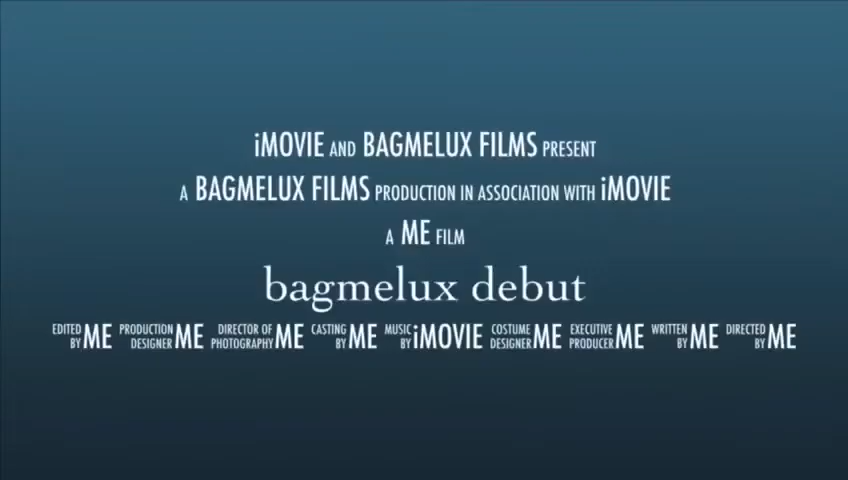 iMOVIE AND BAGMELUX FILMS PRESENT
A BAGMELUX FILMS PRODUCTION IN ASSOCIATION WITH iMOVIE
A ME FILM
bagmelux debut
EDITED BY ME PRODUCTION DESIGNER ME DIRECTOR OF PHOTOGRAPHY ME CASTING BY ME MUSIC BY iMOVIE COSTUME DESIGNER ME EXECUTIVE PRODUCER ME WRITTEN BY ME DIRECTED BY ME